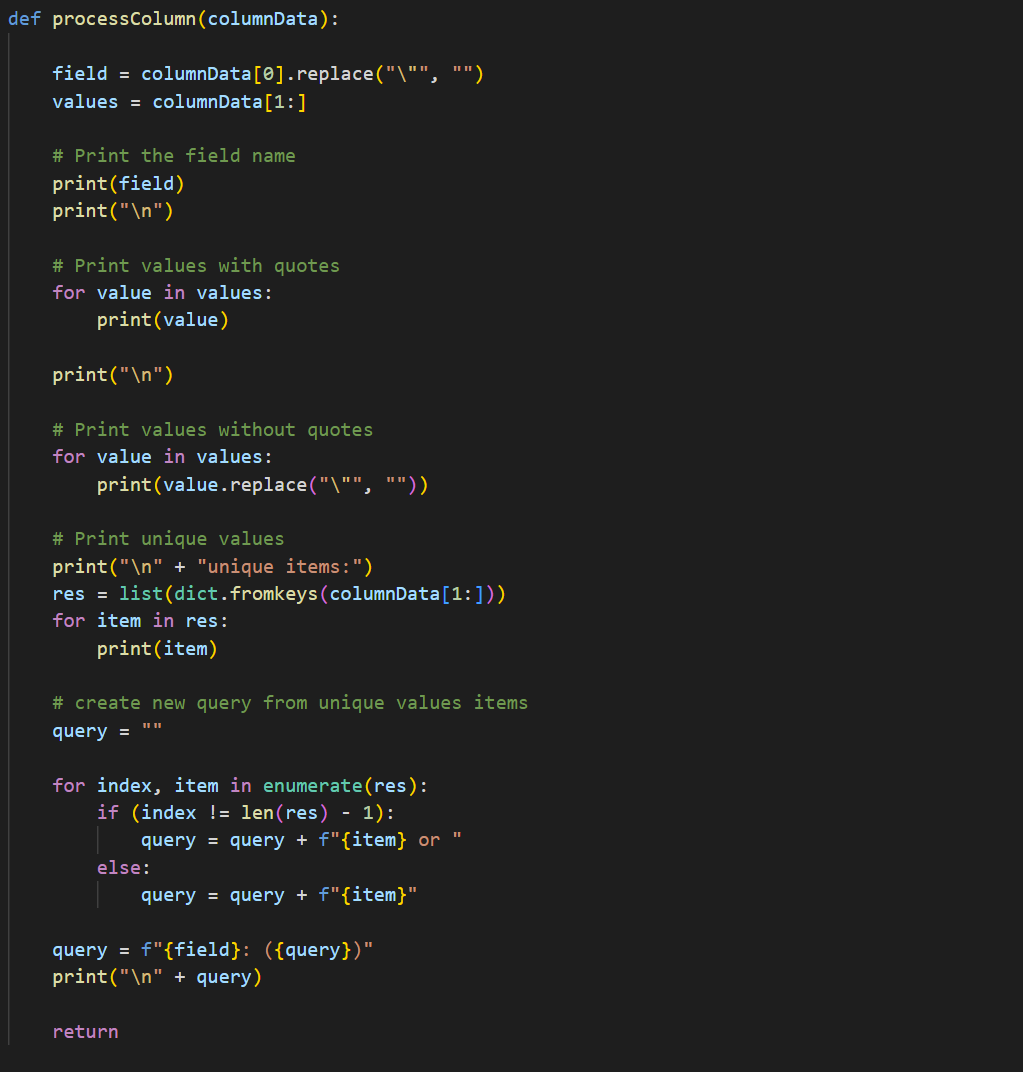 def processColumn(columnData):

    field = columnData[0].replace("\"", "")
    values = columnData[1:]

    # Print the field name
    print(field)
    print("\n")

    # Print values with quotes
    for value in values:
        print(value)

    print("\n")

    # Print values without quotes
    for value in values:
        print(value.replace("\"", ""))

    # Print unique values
    print("\n" + "unique items:")
    res = list(dict.fromkeys(columnData[1:]))
    for item in res:
        print(item)

    # create new query from unique values items
    query = ""

    for index, item in enumerate(res):
        if (index != len(res) - 1):
            query = query + f"{item} or "
        else:
            query = query + f"{item}"

    query = f"{field}: ({query})"
    print("\n" + query)

    return